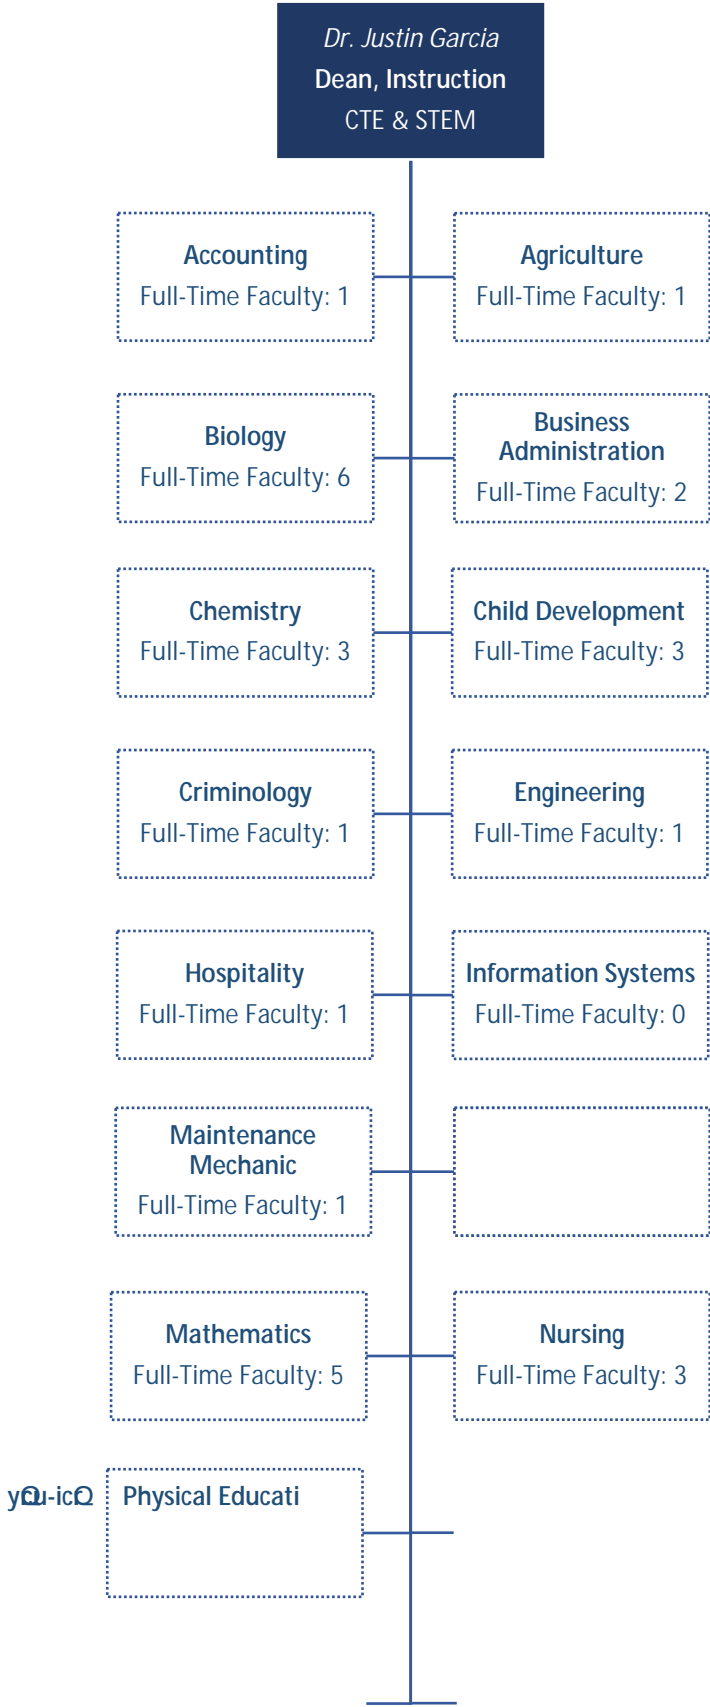 Dr. Justin Garcia
Dean, Instruction
CTE & STEM
Accounting
Full-Time Faculty: 1
Agriculture
Full-Time Faculty: 1
Biology
Full-Time Faculty: 6
Business
Administration
Full-Time Faculty: 2
Chemistry
Full-Time Faculty: 3
Child Development
Full-Time Faculty: 3
Criminology
Full-Time Faculty: 1
Engineering
Full-Time Faculty: 1
Hospitality
Full-Time Faculty: 1
Information Systems
Full-Time Faculty: 0
Maintenance
Mechanic
Full-Time Faculty: 1
Mathematics
Full-Time Faculty: 5
Nursing
Full-Time Faculty: 3
Physical Educati